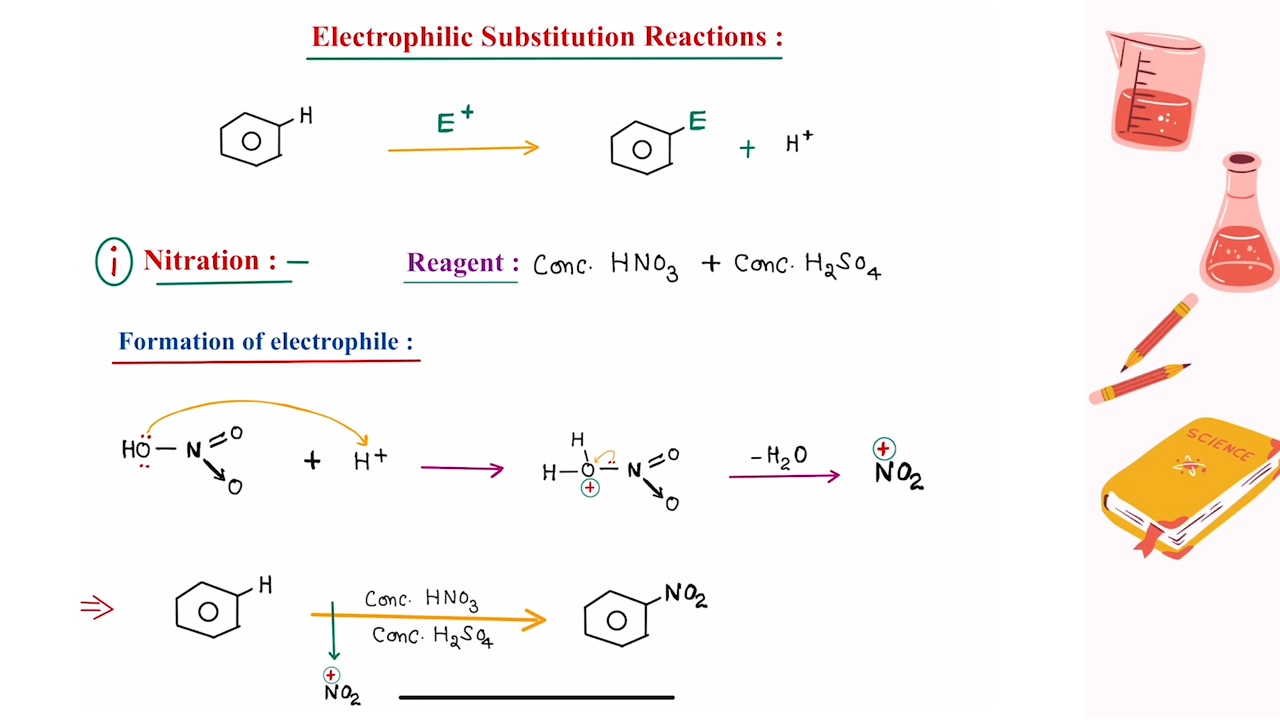 Electrophilic Substitution Reactions :
H E⁺ E + H⁺
i Nitration : – Reagent : Conc. HNO₃ + Conc. H₂SO₄
Formation of electrophile :
HO – N = O → O + H⁺ → H – O – N = O → O H ⊕ –H₂O → ⊕ NO₂
⇒ H Conc. HNO₃ NO₂
Conc. H₂SO₄
⊕
NO₂
SCIENCE